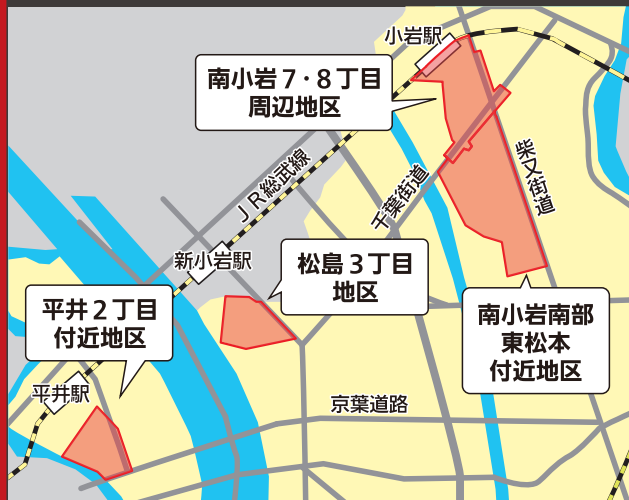 小岩駅
南小岩７・８丁目
周辺地区
柴又街道
ＪＲ総武線
千葉街道
新小岩駅
松島３丁目
地区
平井２丁目
付近地区
南小岩南部
東松本
付近地区
平井駅
京葉道路